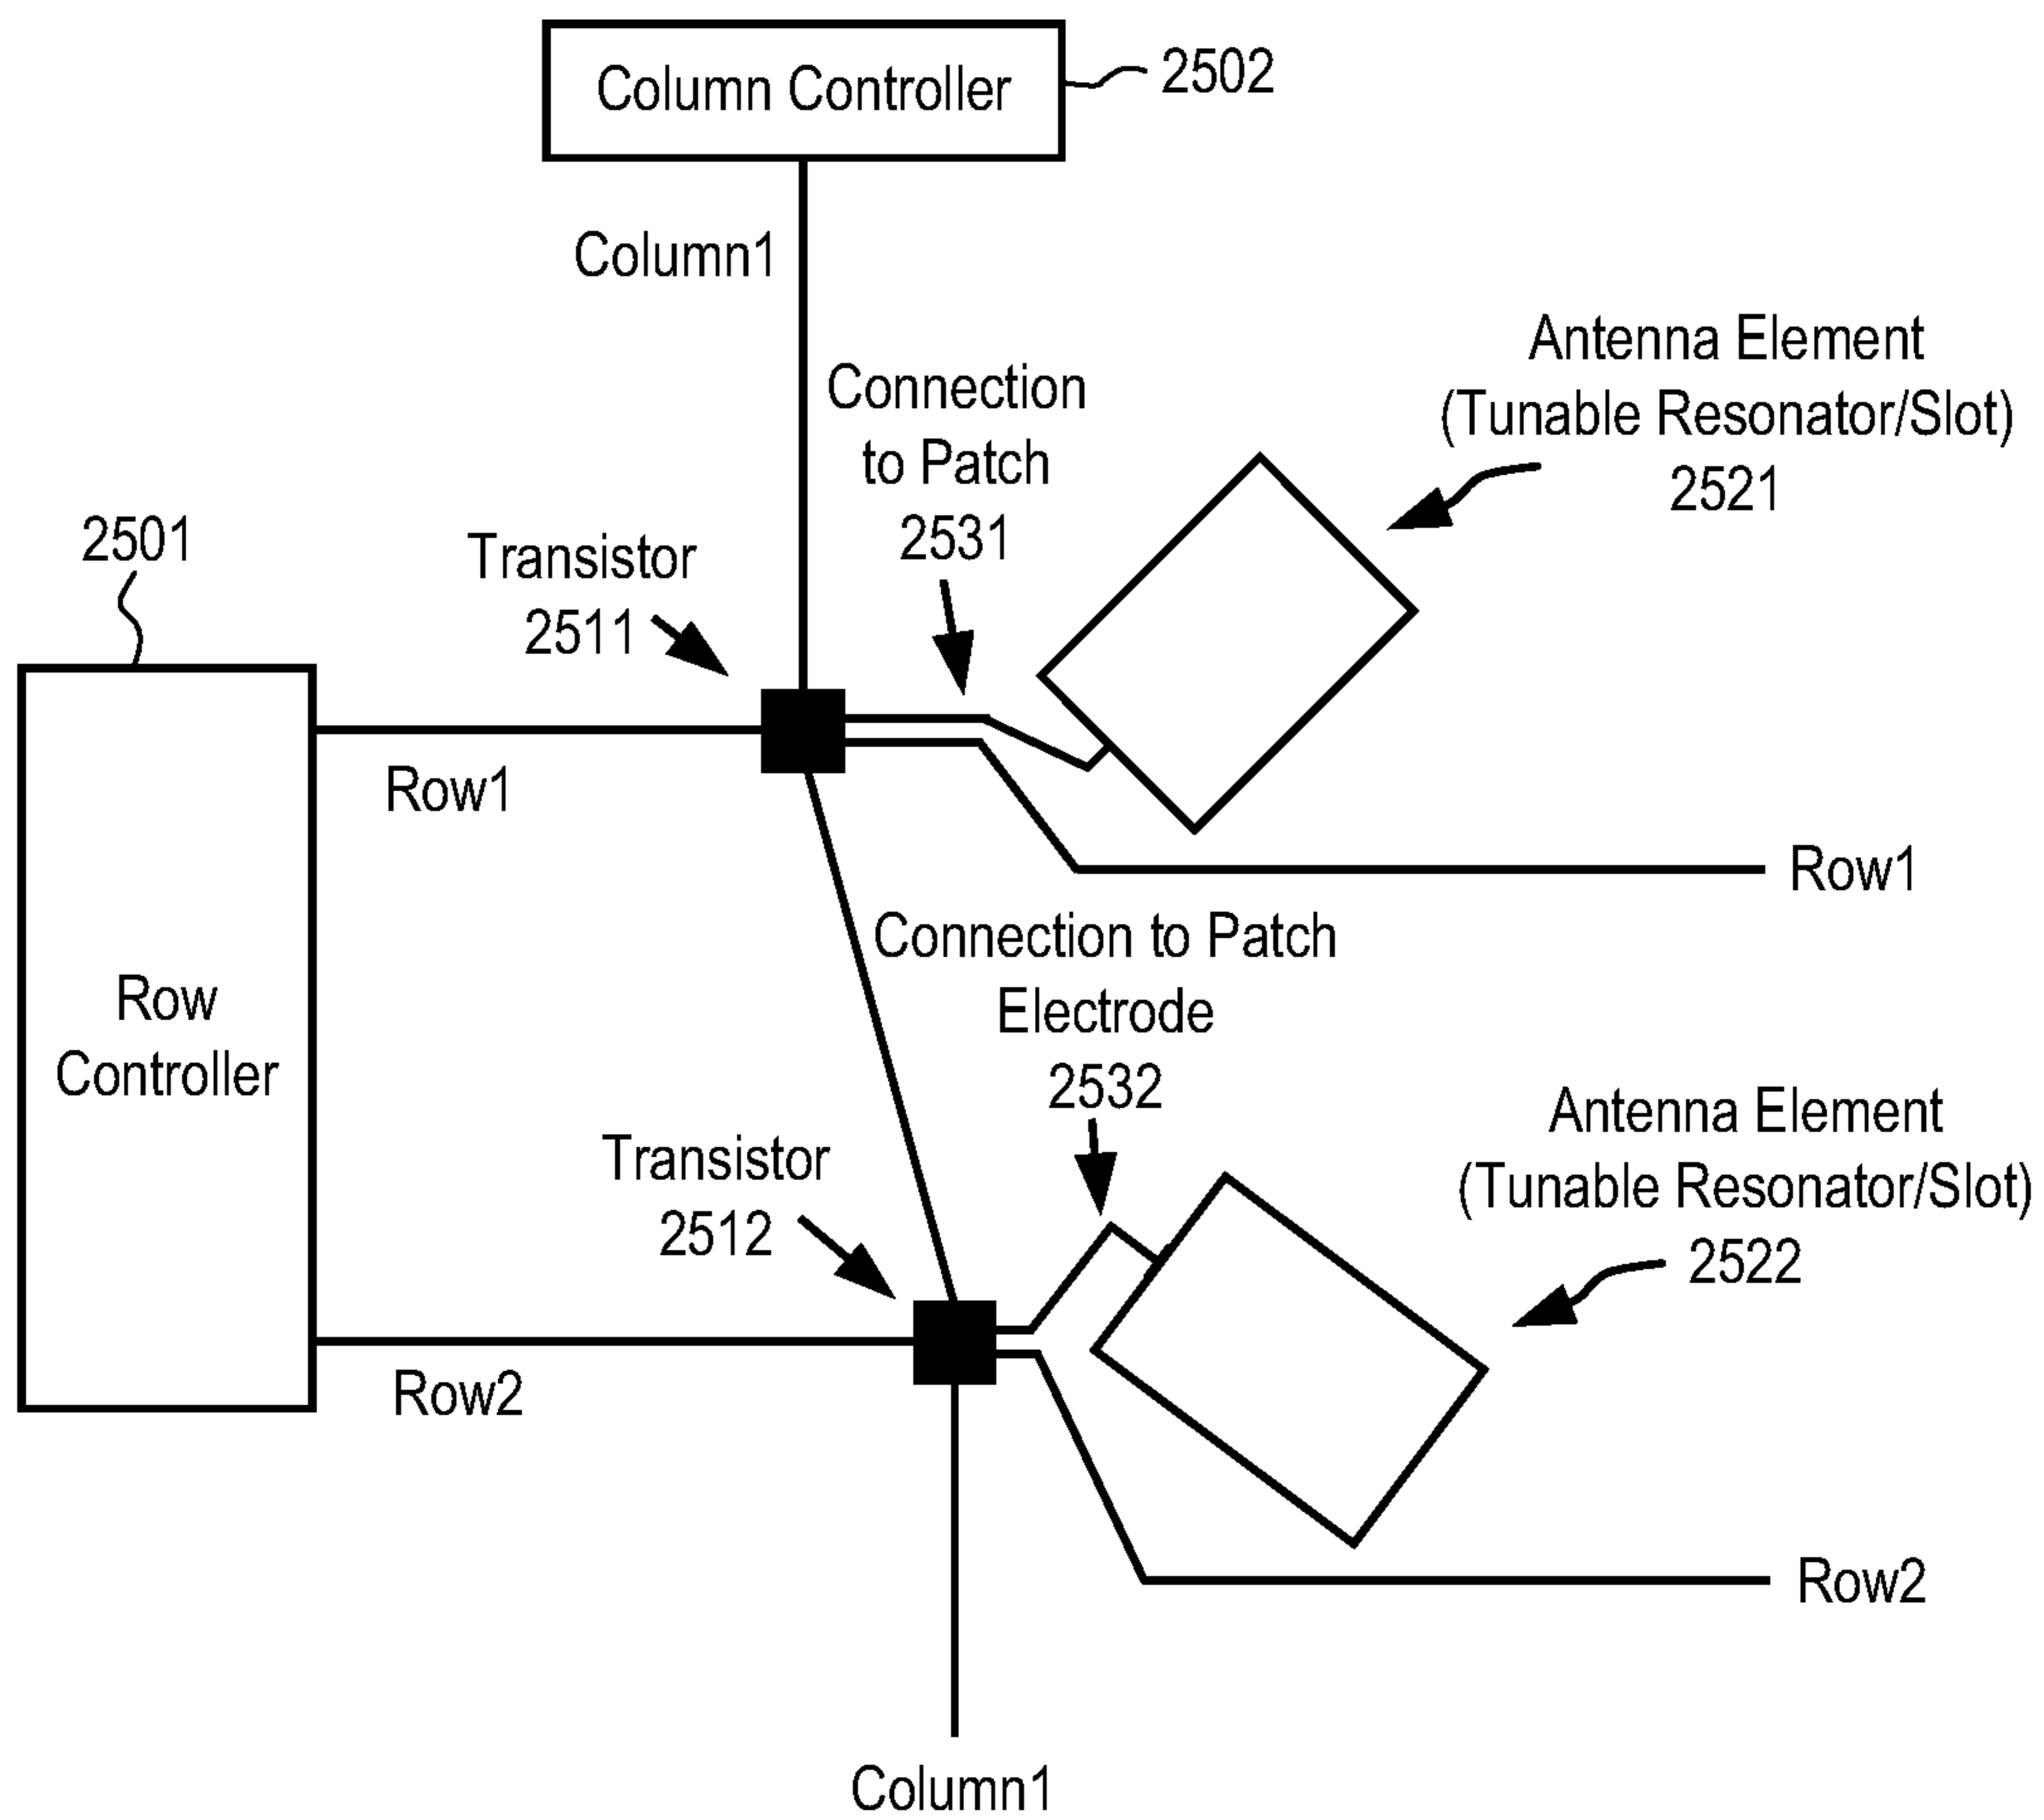 Column Controller
2502
Column1
Antenna Element
(Tunable Resonator/Slot)
2521
Connection
to Patch
2531
2501
Transistor
2511
Row1
Row1
Row
Controller
Connection to Patch
Electrode
2532
Antenna Element
(Tunable Resonator/Slot)
2522
Transistor
2512
Row2
Row2
Column1